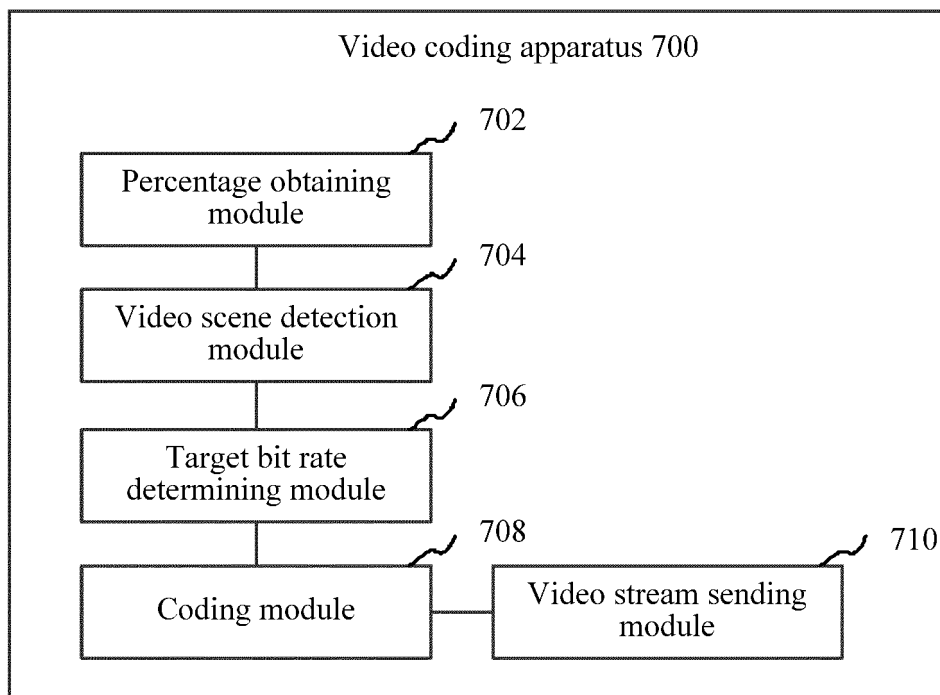 Video coding apparatus 700
702
Percentage obtaining
module
704
Video scene detection
module
706
Target bit rate
determining module
708
Coding module
710
Video stream sending
module